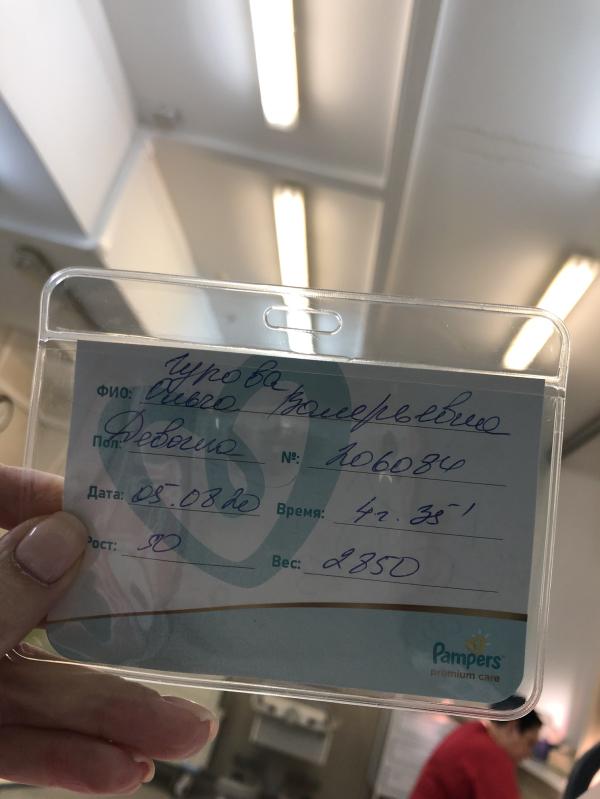 Гурова
ФИО: Ольга Валерьевна
Пол: Девочка №: 206084
Дата: 05.08 20 Время: 4ч. 35'
Рост: 50 Вес: 2850
Pampers
premium care